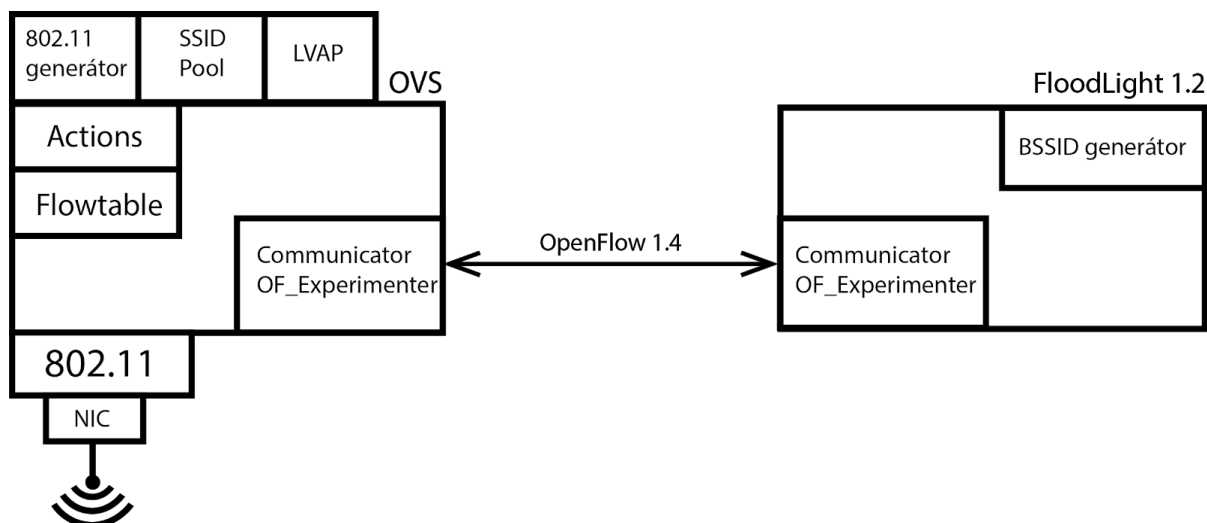 802.11
generátor
SSID
Pool
LVAP
OVS
FloodLight 1.2
Actions
Flowtable
BSSID generátor
Communicator
OF_Experimenter
OpenFlow 1.4
Communicator
OF_Experimenter
802.11
NIC